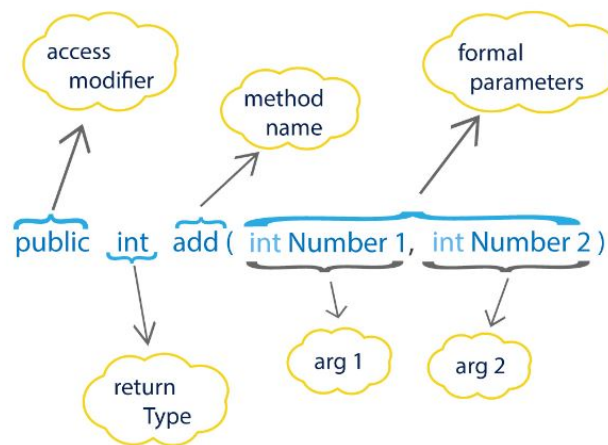 access
modifier
method
name
formal
parameters
public int add ( int Number 1, int Number 2 )
return
Type
arg 1
arg 2